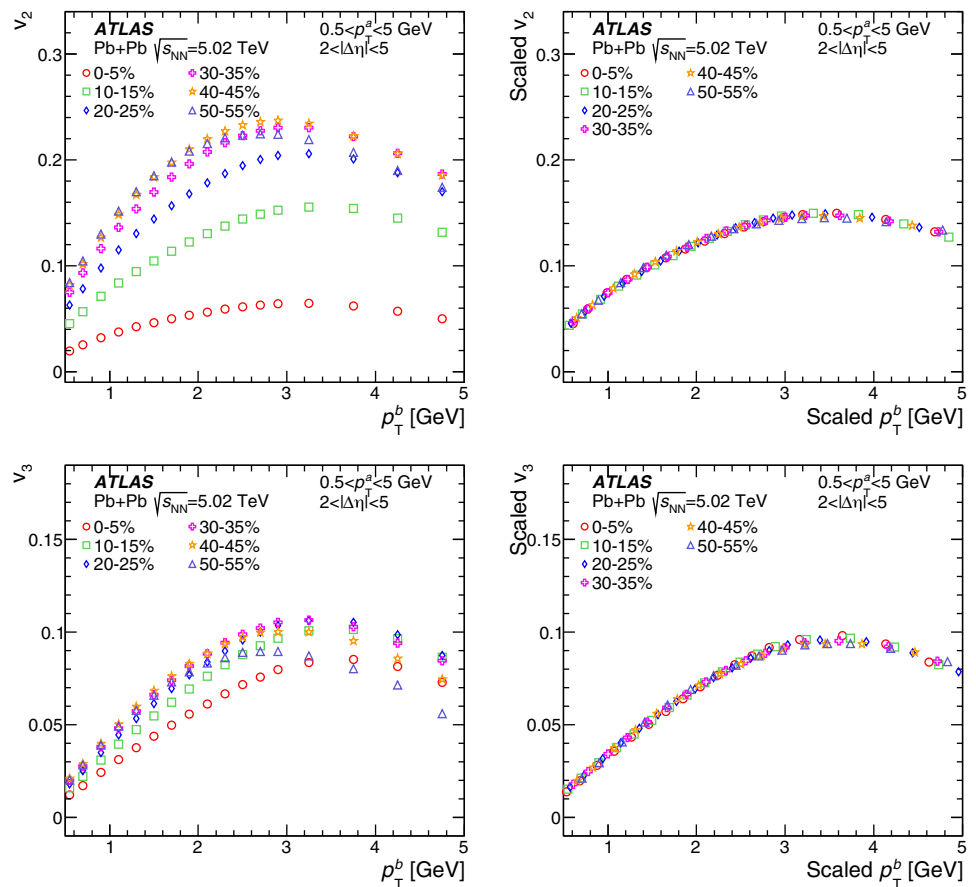 v₂
ATLAS
0.5<p_T^a<5 GeV
Pb+Pb √s_NN=5.02 TeV
2<|Δη|<5
0-5%
30-35%
10-15%
40-45%
20-25%
50-55%
0.3
0.2
0.1
0
1
2
3
4
5
p_T^b [GeV]
Scaled v₂
ATLAS
0.5<p_T^a<5 GeV
Pb+Pb √s_NN=5.02 TeV
2<|Δη|<5
0-5%
40-45%
10-15%
50-55%
20-25%
30-35%
0.3
0.2
0.1
0
1
2
3
4
5
Scaled p_T^b [GeV]
v₃
ATLAS
0.5<p_T^a<5 GeV
Pb+Pb √s_NN=5.02 TeV
2<|Δη|<5
0-5%
30-35%
10-15%
40-45%
20-25%
50-55%
0.15
0.1
0.05
0
1
2
3
4
5
p_T^b [GeV]
Scaled v₃
ATLAS
0.5<p_T^a<5 GeV
Pb+Pb √s_NN=5.02 TeV
2<|Δη|<5
0-5%
40-45%
10-15%
50-55%
20-25%
30-35%
0.15
0.1
0.05
0
1
2
3
4
5
Scaled p_T^b [GeV]